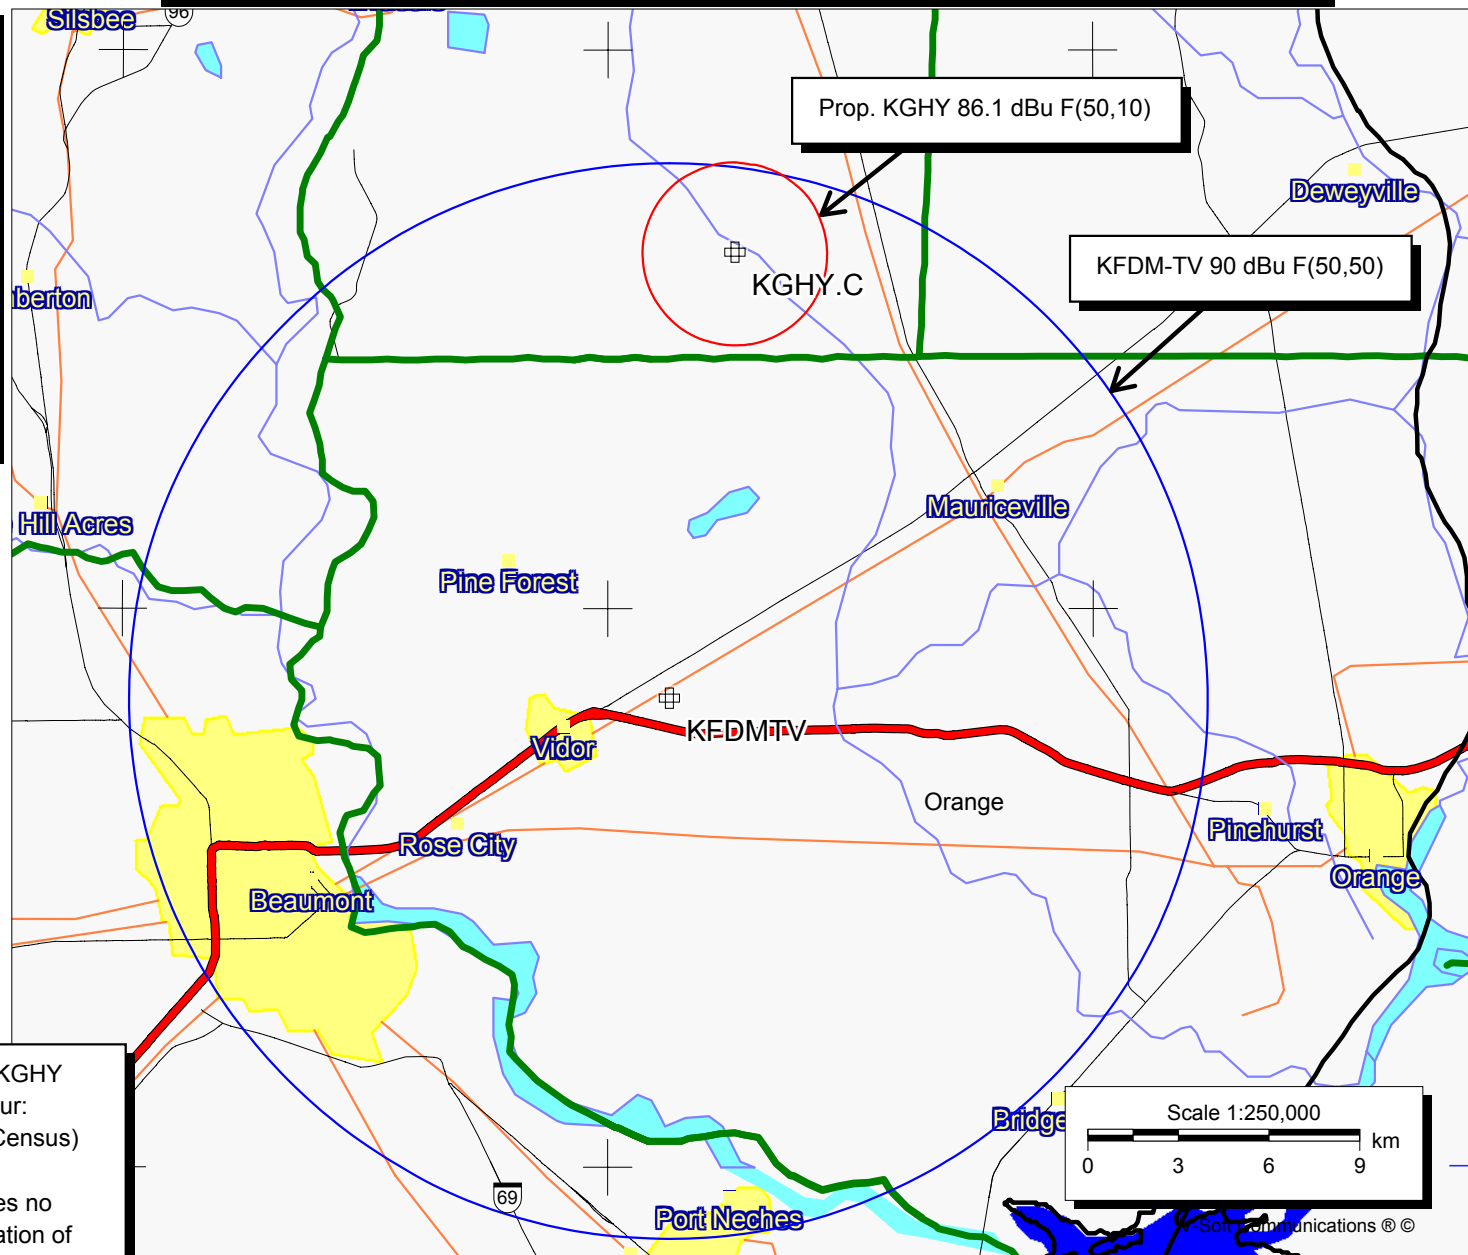 Silsbee
96
Prop. KGHY 86.1 dBu F(50,10)
Deweyville
KFDM-TV 90 dBu F(50,50)
KGHY.C
berton
Mauriceville
Hill Acres
Pine Forest
KFDMTV
Vidor
Orange
Rose City
Pinehurst
Orange
Beaumont
KGHY
ur:
Census)
es no
ation of
Bridge
Scale 1:250,000
0 3 6 9 km
69
Port Neches
V-Soft Communications ® ©